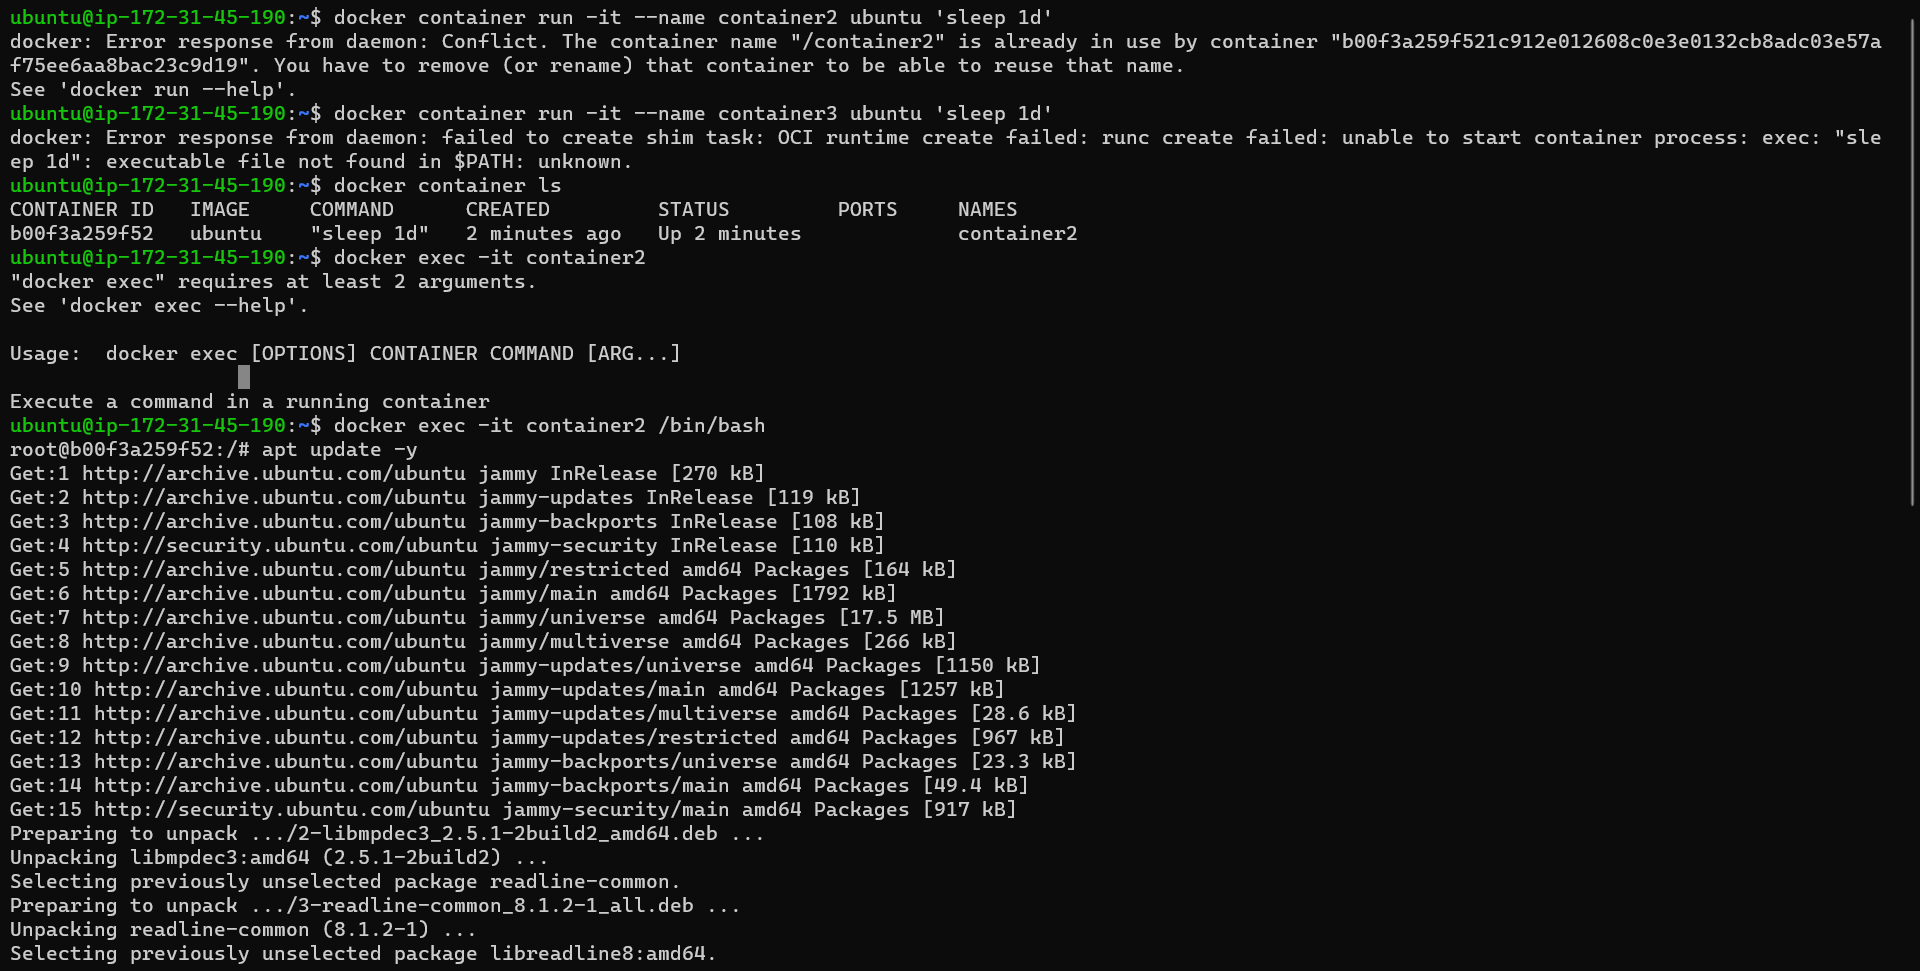 ubuntu@ip-172-31-45-190:~$ docker container run -it --name container2 ubuntu 'sleep 1d'
docker: Error response from daemon: Conflict. The container name "/container2" is already in use by container "b00f3a259f521c912e012608c0e3e0132cb8adc03e57a
f75ee6aa8bac23c9d19". You have to remove (or rename) that container to be able to reuse that name.
See 'docker run --help'.
ubuntu@ip-172-31-45-190:~$ docker container run -it --name container3 ubuntu 'sleep 1d'
docker: Error response from daemon: failed to create shim task: OCI runtime create failed: runc create failed: unable to start container process: exec: "sle
ep 1d": executable file not found in $PATH: unknown.
ubuntu@ip-172-31-45-190:~$ docker container ls
CONTAINER ID   IMAGE     COMMAND      CREATED         STATUS         PORTS     NAMES
b00f3a259f52   ubuntu    "sleep 1d"   2 minutes ago   Up 2 minutes             container2
ubuntu@ip-172-31-45-190:~$ docker exec -it container2
"docker exec" requires at least 2 arguments.
See 'docker exec --help'.
Usage:  docker exec [OPTIONS] CONTAINER COMMAND [ARG...]
Execute a command in a running container
ubuntu@ip-172-31-45-190:~$ docker exec -it container2 /bin/bash
root@b00f3a259f52:/# apt update -y
Get:1 http://archive.ubuntu.com/ubuntu jammy InRelease [270 kB]
Get:2 http://archive.ubuntu.com/ubuntu jammy-updates InRelease [119 kB]
Get:3 http://archive.ubuntu.com/ubuntu jammy-backports InRelease [108 kB]
Get:4 http://security.ubuntu.com/ubuntu jammy-security InRelease [110 kB]
Get:5 http://archive.ubuntu.com/ubuntu jammy/restricted amd64 Packages [164 kB]
Get:6 http://archive.ubuntu.com/ubuntu jammy/main amd64 Packages [1792 kB]
Get:7 http://archive.ubuntu.com/ubuntu jammy/universe amd64 Packages [17.5 MB]
Get:8 http://archive.ubuntu.com/ubuntu jammy/multiverse amd64 Packages [266 kB]
Get:9 http://archive.ubuntu.com/ubuntu jammy-updates/universe amd64 Packages [1150 kB]
Get:10 http://archive.ubuntu.com/ubuntu jammy-updates/main amd64 Packages [1257 kB]
Get:11 http://archive.ubuntu.com/ubuntu jammy-updates/multiverse amd64 Packages [28.6 kB]
Get:12 http://archive.ubuntu.com/ubuntu jammy-updates/restricted amd64 Packages [967 kB]
Get:13 http://archive.ubuntu.com/ubuntu jammy-backports/universe amd64 Packages [23.3 kB]
Get:14 http://archive.ubuntu.com/ubuntu jammy-backports/main amd64 Packages [49.4 kB]
Get:15 http://security.ubuntu.com/ubuntu jammy-security/main amd64 Packages [917 kB]
Preparing to unpack .../2-libmpdec3_2.5.1-2build2_amd64.deb ...
Unpacking libmpdec3:amd64 (2.5.1-2build2) ...
Selecting previously unselected package readline-common.
Preparing to unpack .../3-readline-common_8.1.2-1_all.deb ...
Unpacking readline-common (8.1.2-1) ...
Selecting previously unselected package libreadline8:amd64.